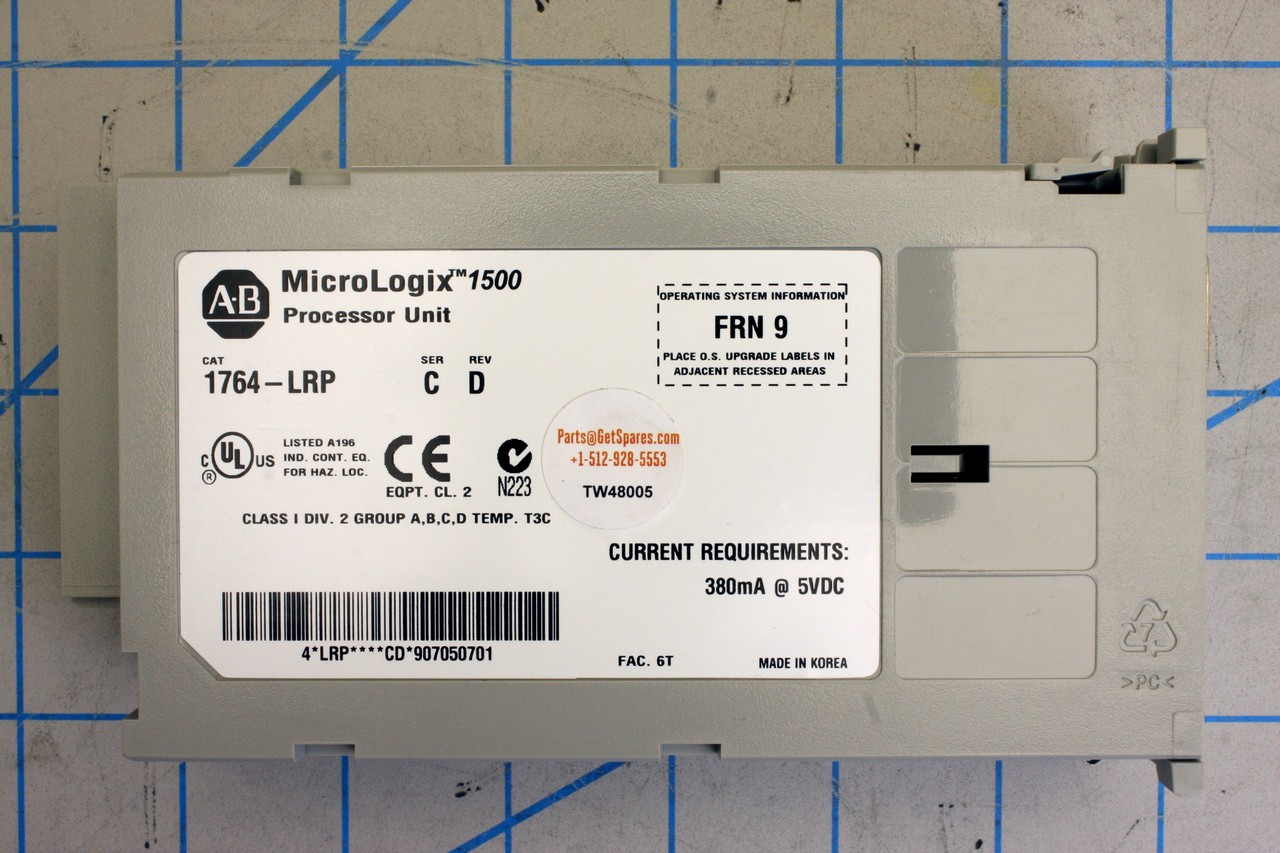 A·B
MicroLogix™1500
Processor Unit
OPERATING SYSTEM INFORMATION
FRN 9
PLACE O.S. UPGRADE LABELS IN
ADJACENT RECESSED AREAS
CAT
1764-LRP
SER
C
REV
D
C UL US
®
LISTED A196
IND. CONT. EQ.
FOR HAZ. LOC.
CE
EQPT. CL. 2
N223
Parts@GetSpares.com
+1-512-928-5553
TW48005
CLASS I DIV. 2 GROUP A,B,C,D TEMP. T3C
CURRENT REQUIREMENTS:
380mA @ 5VDC
4*LRP****CD*907050701
FAC. 6T
MADE IN KOREA
7
>PC<